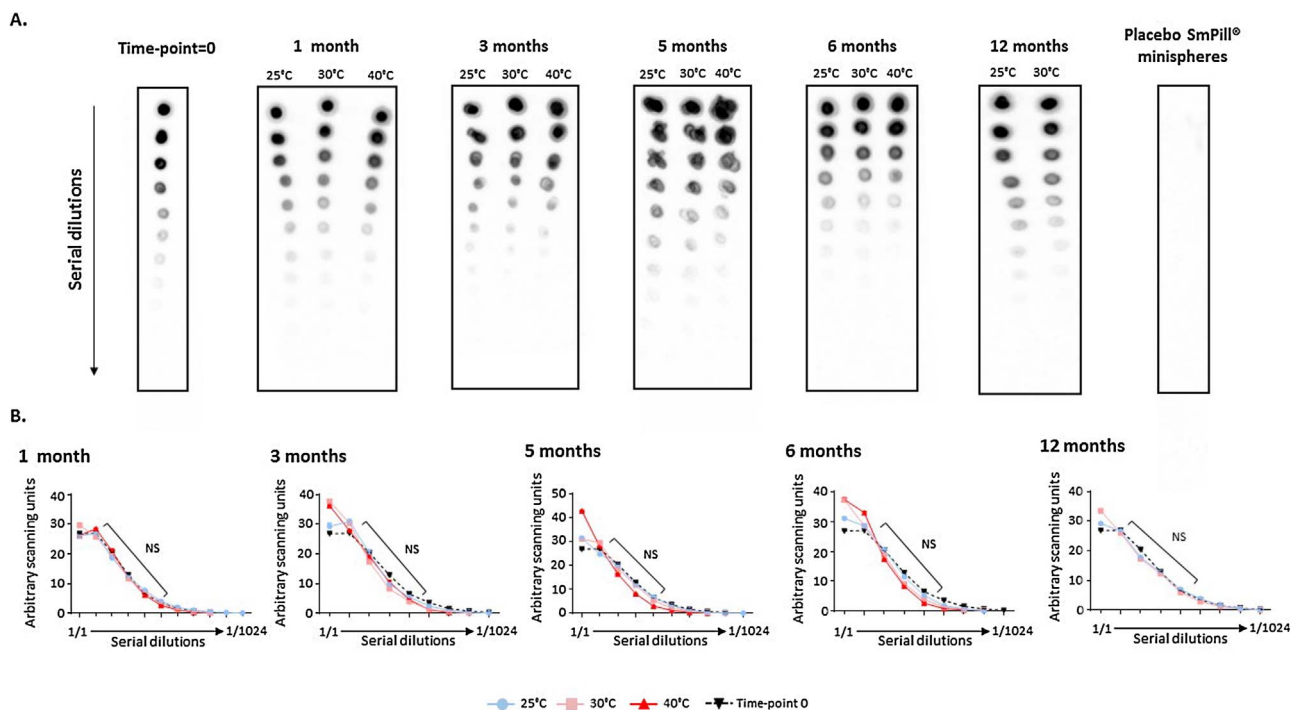 A.
Time-point=0
1 month
3 months
5 months
6 months
12 months
Placebo SmPill®
minispheres
25°C 30°C 40°C
25°C 30°C 40°C
25°C 30°C 40°C
25°C 30°C 40°C
25°C 30°C
Serial dilutions
B.
1 month
Arbitrary scanning units
40
30
20
10
0
NS
1/1
Serial dilutions
3 months
Arbitrary scanning units
40
30
20
10
0
NS
Serial dilutions
1/1024
5 months
Arbitrary scanning units
50
40
30
20
10
0
NS
1/1
Serial dilutions
1/1024
6 months
Arbitrary scanning units
40
30
20
10
0
NS
1/1
Serial dilutions
1/1024
12 months
Arbitrary scanning units
40
30
20
10
0
NS
1/1
Serial dilutions
1/1024
1/1024
1/1
25°C 30°C 40°C Time-point 0